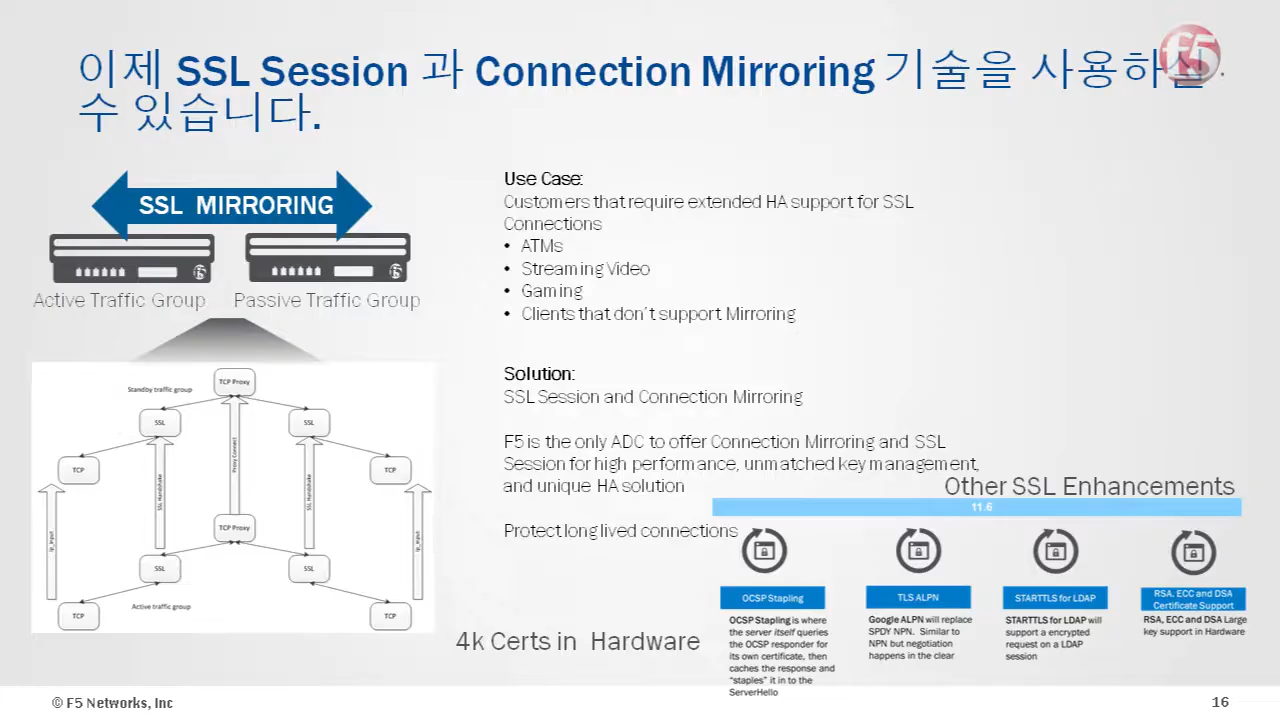 이제 SSL Session 과 Connection Mirroring 기술을 사용하실
수 있습니다.
f5
SSL MIRRORING
Active Traffic Group
Passive Traffic Group
Standby traffic group
TCP Proxy
SSL
SSL
TCP
TCP
Proxy Connect
SSL Handshake
SSL Handshake
ip_input
ip_input
TCP Proxy
SSL
SSL
Active traffic group
TCP
TCP
Use Case:
Customers that require extended HA support for SSL
Connections
• ATMs
• Streaming Video
• Gaming
• Clients that don't support Mirroring
Solution:
SSL Session and Connection Mirroring
F5 is the only ADC to offer Connection Mirroring and SSL
Session for high performance, unmatched key management,
and unique HA solution
Protect long lived connections
Other SSL Enhancements
11.6
OCSP Stapling
OCSP Stapling is where
the server itself queries
the OCSP responder for
its own certificate, then
caches the response and
"staples" it in to the
ServerHello
TLS ALPN
Google ALPN will replace
SPDY NPN. Similar to
NPN but negotiation
happens in the clear
STARTTLS for LDAP
STARTTLS for LDAP will
support a encrypted
request on a LDAP
session
RSA. ECC and DSA
Certificate Support
RSA, ECC and DSA Large
key support in Hardware
4k Certs in Hardware
© F5 Networks, Inc
16